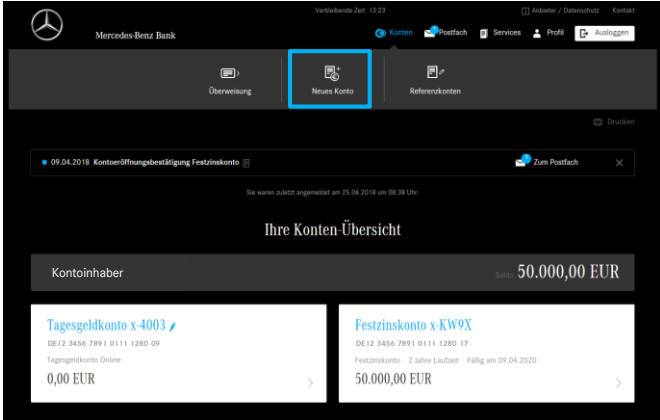 Verbleibende Zeit: 13:23
Anbieter / Datenschutz Kontakt
Mercedes-Benz Bank
Konten Postfach Services Profil Ausloggen
Überweisung Neues Konto Referenzkonten
Drucken
09.04.2018 Kontoeröffnungsbestätigung Festzinskonto
1 Zum Postfach
Sie waren zuletzt angemeldet am 25.06.2018 um 08:38 Uhr.
Ihre Konten-Übersicht
Kontoinhaber
Saldo 50.000,00 EUR
Tagesgeldkonto x-4003
DE12 3456 7891 0111 1280 09
Tagesgeldkonto Online
0,00 EUR
Festzinskonto x-KW9X
DE12 3456 7891 0111 1280 17
Festzinskonto · 2 Jahre Laufzeit · Fällig am 09.04.2020
50.000,00 EUR